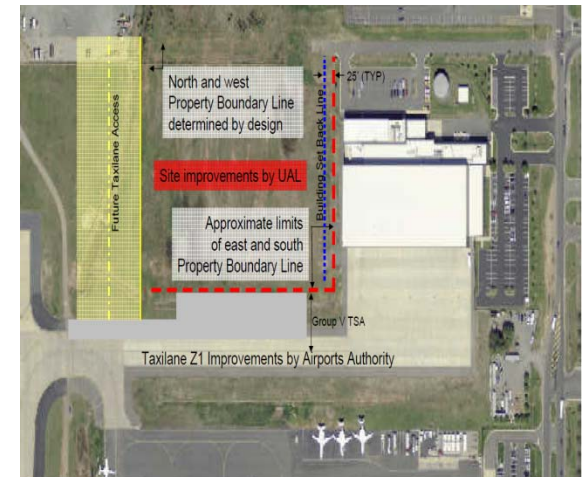 25' (TYP)
North and west
Property Boundary Line
determined by design
Future Taxilane Access
Building Set Back Line
Site improvements by UAL
Approximate limits
of east and south
Property Boundary Line
Group V TSA
Taxilane Z1 Improvements by Airports Authority